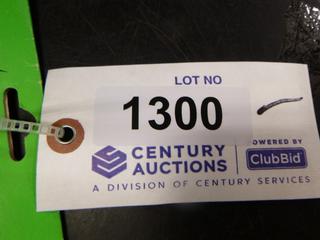 LOT NO
1300
CENTURY
AUCTIONS
POWERED BY
ClubBid
A DIVISION OF CENTURY SERVICES